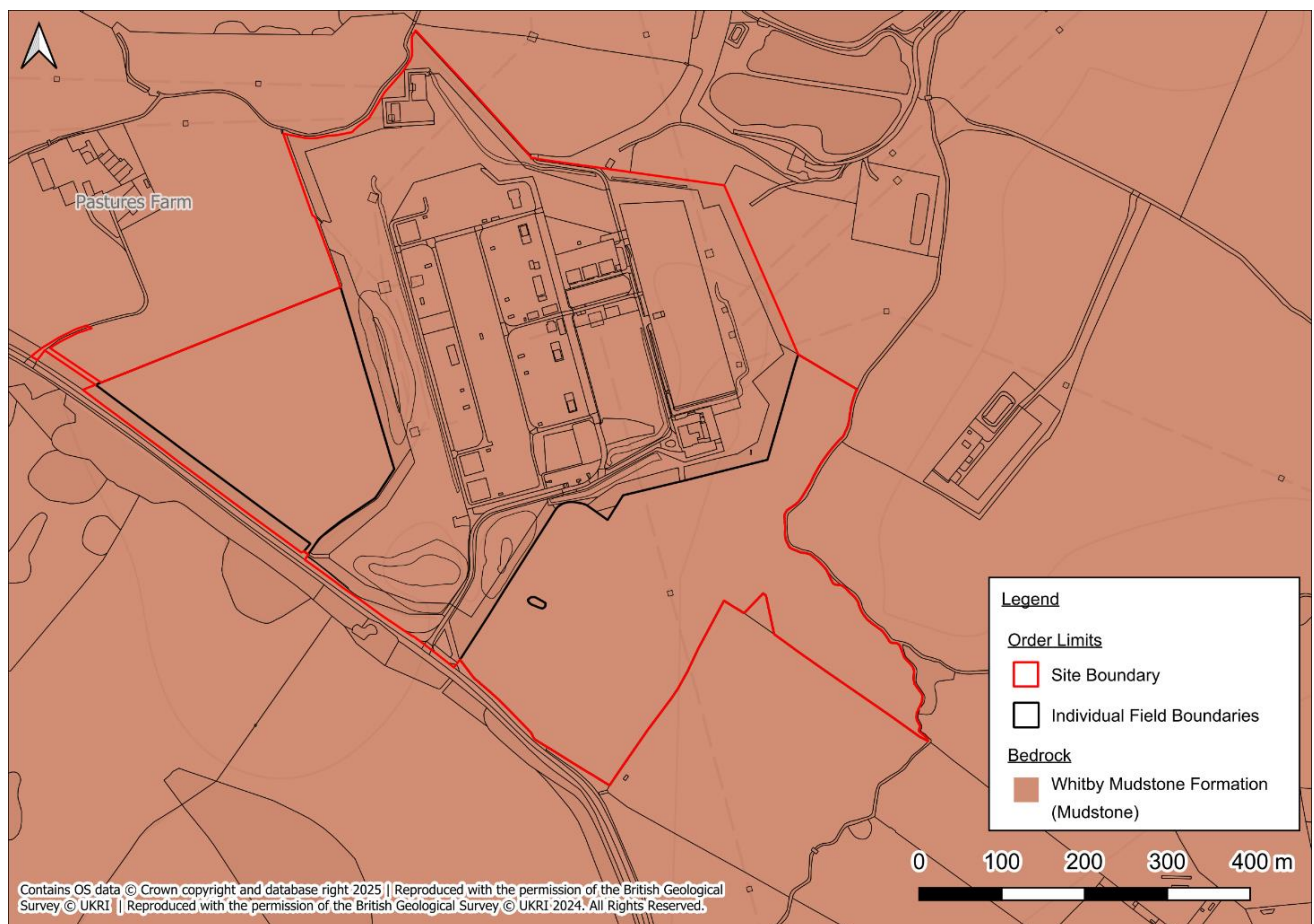 Pastures Farm
Legend
Order Limits
Site Boundary
Individual Field Boundaries
Bedrock
Whitby Mudstone Formation
(Mudstone)
0 100 200 300 400 m
Contains OS data © Crown copyright and database right 2025 | Reproduced with the permission of the British Geological
Survey © UKRI | Reproduced with the permission of the British Geological Survey © UKRI 2024. All Rights Reserved.